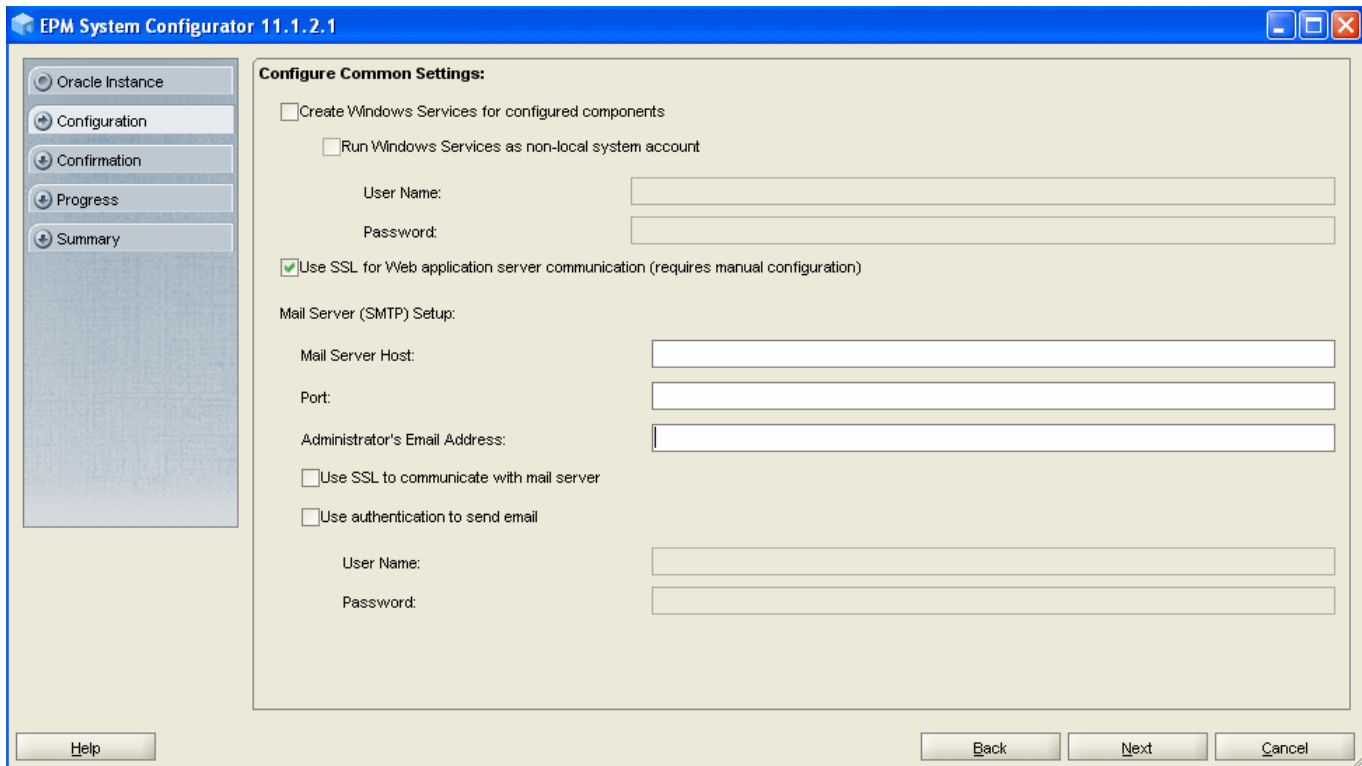 EPM System Configurator 11.1.2.1
Oracle Instance
Configuration
Confirmation
Progress
Summary
Configure Common Settings:
Create Windows Services for configured components
Run Windows Services as non-local system account
User Name:
Password:
Use SSL for Web application server communication (requires manual configuration)
Mail Server (SMTP) Setup:
Mail Server Host:
Port:
Administrator's Email Address:
Use SSL to communicate with mail server
Use authentication to send email
User Name:
Password:
Help Back Next Cancel